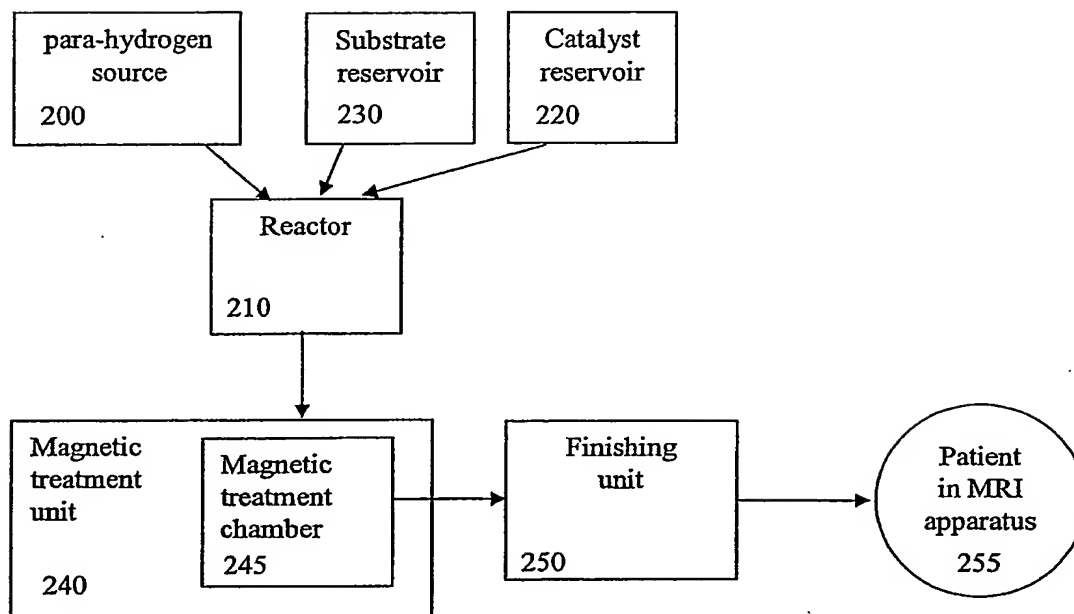 para-hydrogen
source
200
Substrate
reservoir
230
Catalyst
reservoir
220
Reactor
210
Magnetic
treatment
unit
240
Magnetic
treatment
chamber
245
Finishing
unit
250
Patient
in MRI
apparatus
255